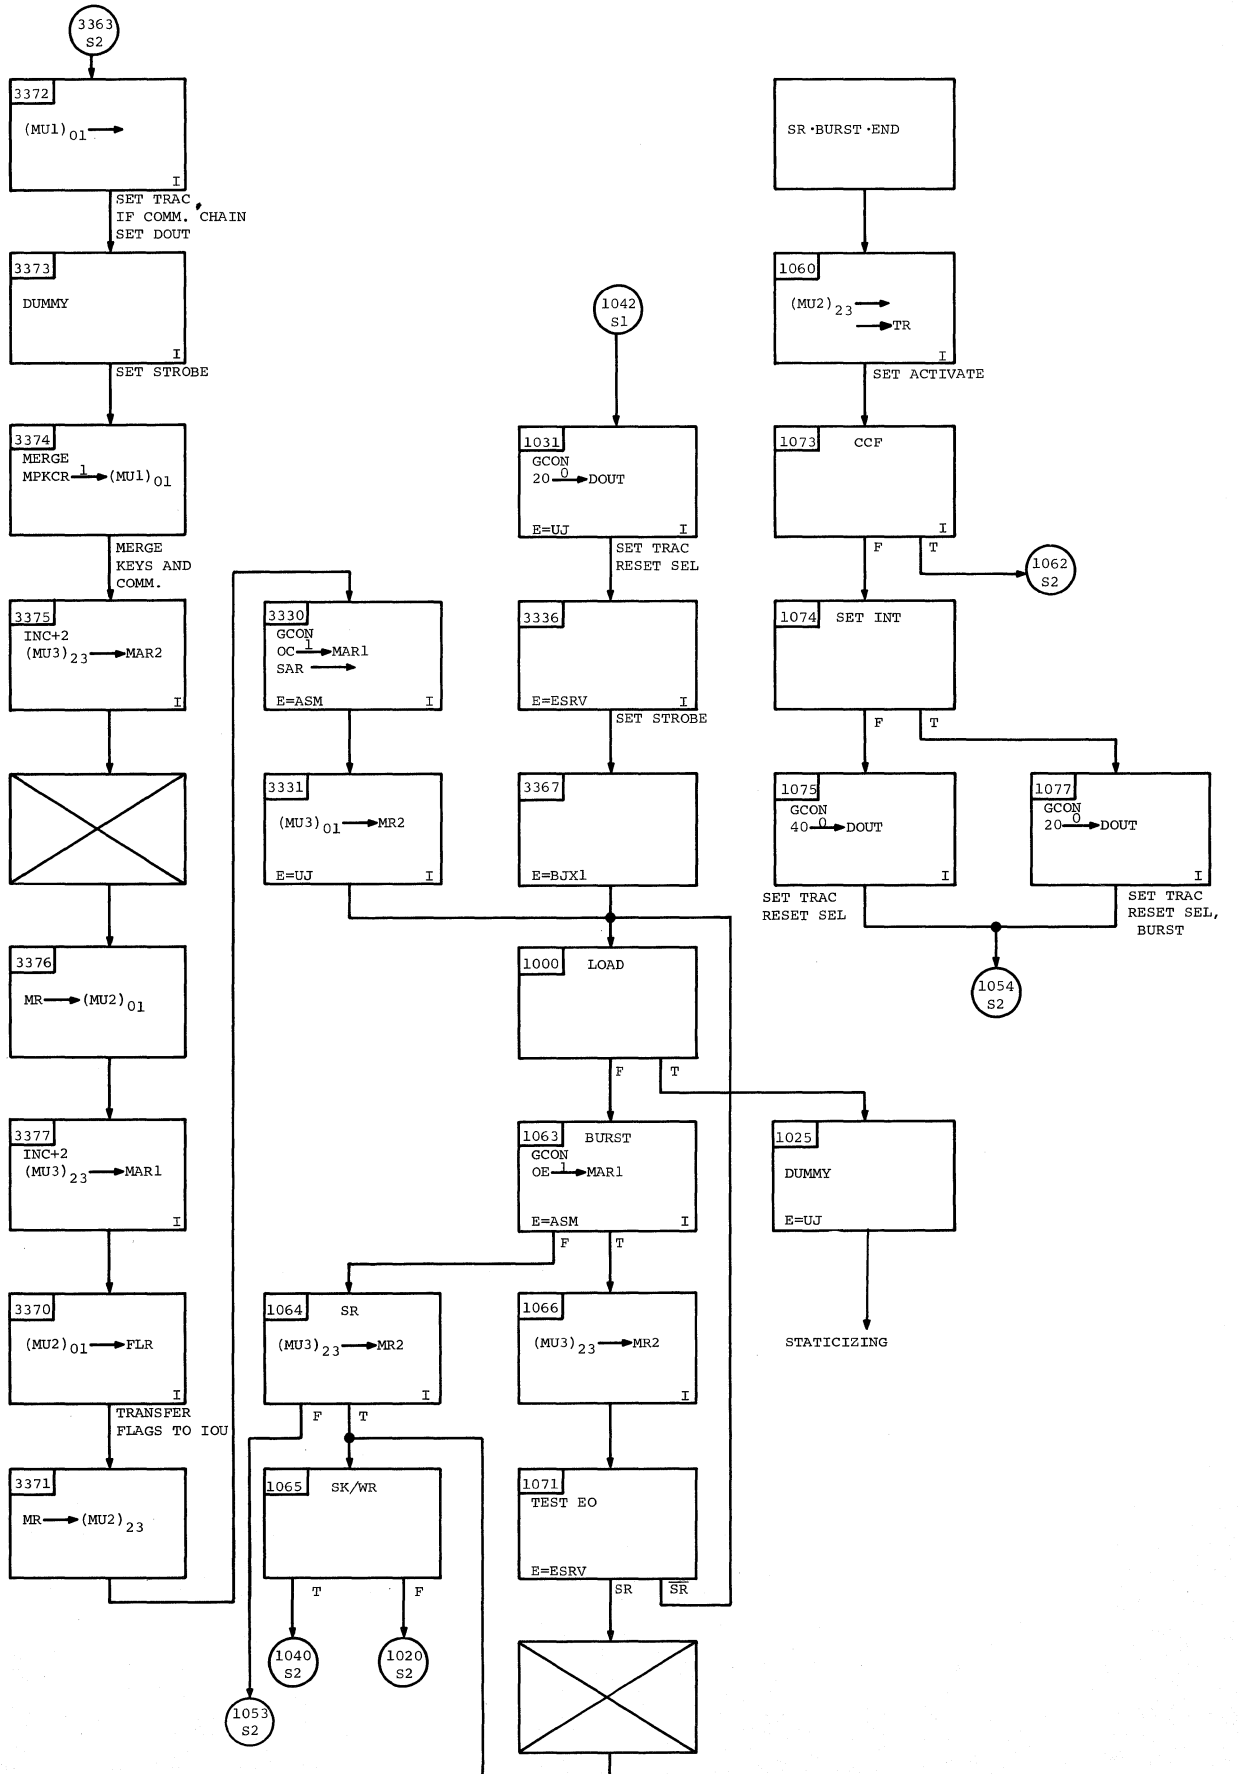 3363
S2
3372
(MU1)01
I
SET TRAC,
IF COMM. CHAIN
SET DOUT
3373
DUMMY
I
SET STROBE
3374
MERGE
MPKCR 1 (MU1)01
MERGE
KEYS AND
COMM.
3375
INC+2
(MU3)23 MAR2
I
3376
MR (MU2)01
3377
INC+2
(MU3)23 MAR1
I
3370
(MU2)01 FLR
I
TRANSFER
FLAGS TO IOU
3371
MR (MU2)23
3330
GCON
OC 1 MAR1
SAR
E=ASM I
3331
(MU3)01 MR2
E=UJ I
1064 SR
(MU3)23 MR2
I
F T
1065 SK/WR
T F
1040
S2
1020
S2
1053
S2
1042
S1
1031
GCON
20 0 DOUT
E=UJ I
SET TRAC
RESET SEL
3336
E=ESRV I
SET STROBE
3367
E=BJX1
1000 LOAD
F T
1063 BURST
GCON
OE 1 MAR1
E=ASM I
F T
1066
(MU3)23 MR2
I
1071
TEST EO
E=ESRV
SR S̅R̅
SR·BURST·END
1060
(MU2)23
TR
I
SET ACTIVATE
1073 CCF
I
F T
1062
S2
1074 SET INT
F T
1075
GCON
40 0 DOUT
I
SET TRAC
RESET SEL
1077
GCON
20 0 DOUT
I
SET TRAC
RESET SEL,
BURST
1054
S2
1025
DUMMY
E=UJ
STATICIZING